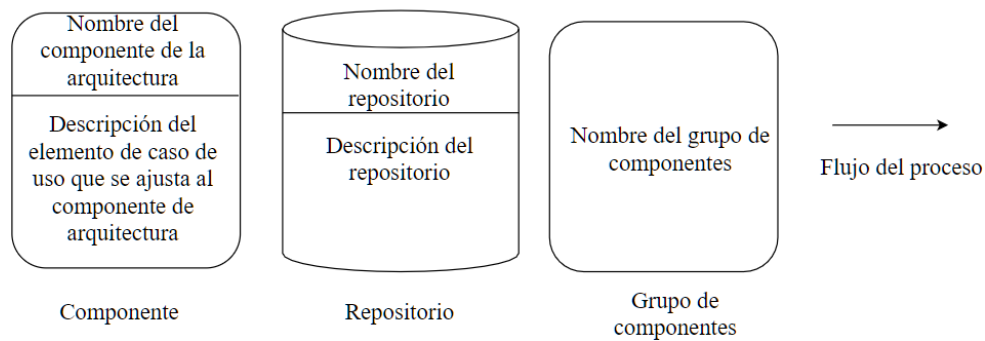 Nombre del
componente de la
arquitectura
Descripción del
elemento de caso de
uso que se ajusta al
componente de
arquitectura
Componente
Nombre del
repositorio
Descripción del
repositorio
Repositorio
Nombre del grupo de
componentes
Grupo de
componentes
Flujo del proceso